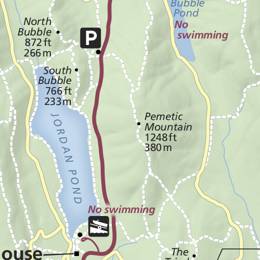 North
Bubble
872 ft
266 m
P
South
Bubble
766 ft
233 m
Bubble
Pond
No
swimming
Pemetic
Mountain
1248 ft
380 m
JORDAN POND
No swimming
ouse
The